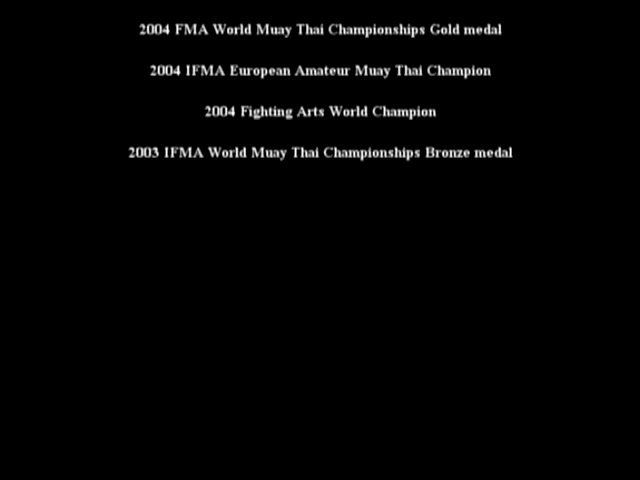 2004 FMA World Muay Thai Championships Gold medal
2004 IFMA European Amateur Muay Thai Champion
2004 Fighting Arts World Champion
2003 IFMA World Muay Thai Championships Bronze medal